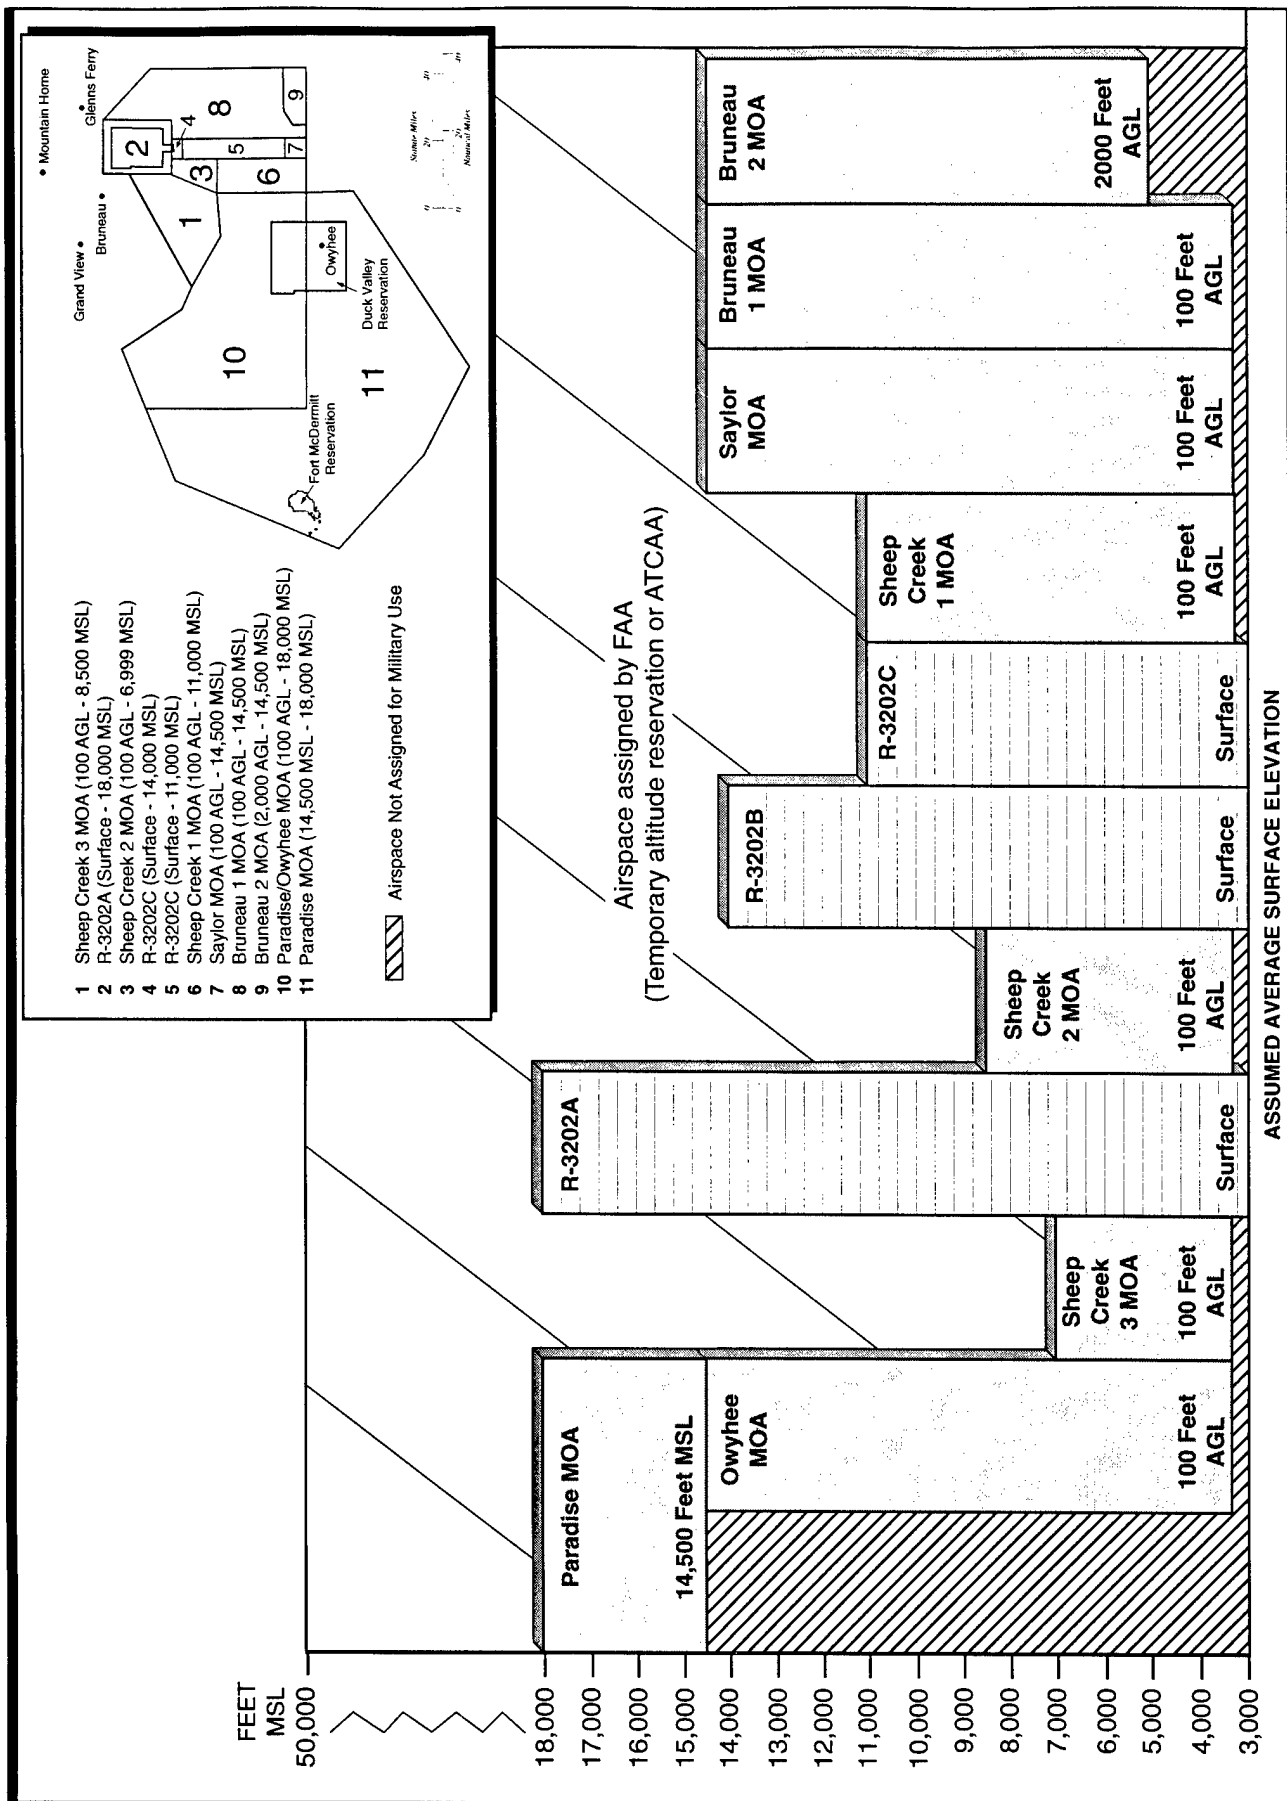 FEET
MSL
50,000
18,000
17,000
16,000
15,000
14,000
13,000
12,000
11,000
10,000
9,000
8,000
7,000
6,000
5,000
4,000
3,000
1 Sheep Creek 3 MOA (100 AGL - 8,500 MSL)
2 R-3202A (Surface - 18,000 MSL)
3 Sheep Creek 2 MOA (100 AGL - 6,999 MSL)
4 R-3202C (Surface - 14,000 MSL)
5 R-3202C (Surface - 11,000 MSL)
6 Sheep Creek 1 MOA (100 AGL - 11,000 MSL)
7 Saylor MOA (100 AGL - 14,500 MSL)
8 Bruneau 1 MOA (100 AGL - 14,500 MSL)
9 Bruneau 2 MOA (2,000 AGL - 14,500 MSL)
10 Paradise/Owyhee MOA (100 AGL - 18,000 MSL)
11 Paradise MOA (14,500 MSL - 18,000 MSL)
Airspace Not Assigned for Military Use
Mountain Home
Glenns Ferry
Grand View
Bruneau
1
2
3
4
5
6
7
8
9
10
11
Owyhee
Duck Valley
Reservation
Fort McDermitt
Reservation
Statute Miles
0
20
40
0
20
40
Nautical Miles
Airspace assigned by FAA
(Temporary altitude reservation or ATCAA)
Paradise MOA
14,500 Feet MSL
Owyhee
MOA
100 Feet
AGL
Sheep
Creek
3 MOA
100 Feet
AGL
R-3202A
Surface
Sheep
Creek
2 MOA
100 Feet
AGL
R-3202B
Surface
R-3202C
Surface
Sheep
Creek
1 MOA
100 Feet
AGL
Saylor
MOA
100 Feet
AGL
Bruneau
1 MOA
100 Feet
AGL
Bruneau
2 MOA
2000 Feet
AGL
ASSUMED AVERAGE SURFACE ELEVATION